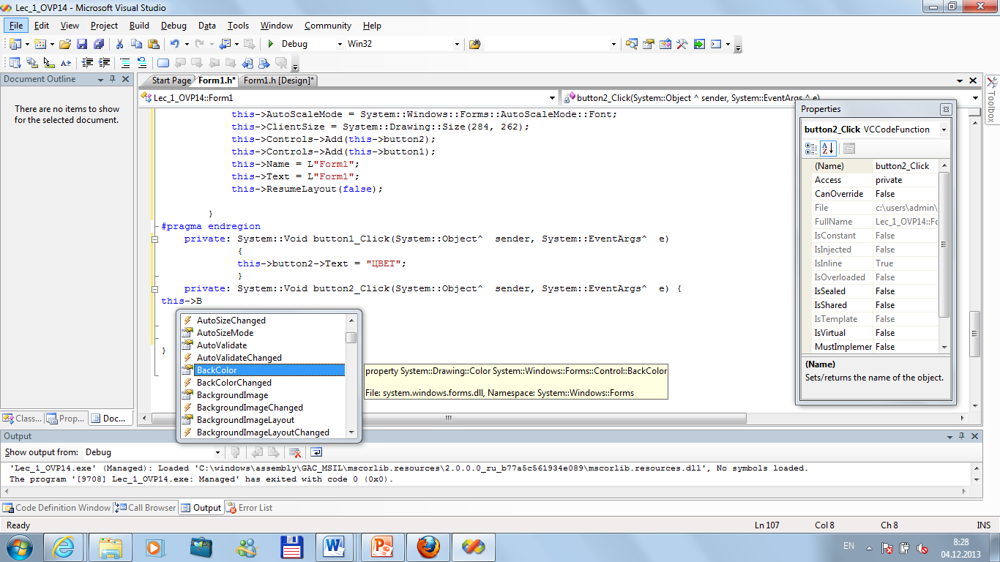 Lec_1_OVP14 - Microsoft Visual Studio
File Edit View Project Build Debug Data Tools Window Community Help
Debug Win32
Document Outline
There are no items to show
for the selected document.
Start Page Form1.h* Form1.h [Design]*
Lec_1_OVP14::Form1 button2_Click(System::Object ^ sender, System::EventArgs ^ e)
this->AutoScaleMode = System::Windows::Forms::AutoScaleMode::Font;
this->ClientSize = System::Drawing::Size(284, 262);
this->Controls->Add(this->button2);
this->Controls->Add(this->button1);
this->Name = L"Form1";
this->Text = L"Form1";
this->ResumeLayout(false);
}
#pragma endregion
private: System::Void button1_Click(System::Object^  sender, System::EventArgs^  e)
{
this->button2->Text = "ЦВЕТ";
}
private: System::Void button2_Click(System::Object^  sender, System::EventArgs^  e) {
this->B
}
AutoSizeChanged
AutoSizeMode
AutoValidate
AutoValidateChanged
BackColor
BackColorChanged
BackgroundImage
BackgroundImageChanged
BackgroundImageLayout
BackgroundImageLayoutChanged
property System::Drawing::Color System::Windows::Forms::Control::BackColor
File: system.windows.forms.dll, Namespace: System::Windows::Forms
Properties
button2_Click VCCodeFunction
(Name) button2_Click
Access private
CanOverride False
File c:\users\admin\
FullName Lec_1_OVP14::Fo
IsConstant False
IsInjected False
IsInline True
IsOverloaded False
IsSealed False
IsShared False
IsTemplate False
IsVirtual False
MustImplemer False
(Name)
Sets/returns the name of the object.
Toolbox
Class... Prop... Doc...
Output
Show output from: Debug
'Lec_1_OVP14.exe' (Managed): Loaded 'C:\windows\assembly\GAC_MSIL\mscorlib.resources\2.0.0.0_ru_b77a5c561934e089\mscorlib.resources.dll', No symbols loaded.
The program '[9708] Lec_1_OVP14.exe: Managed' has exited with code 0 (0x0).
Code Definition Window Call Browser Output Error List
Ready Ln 107 Col 8 Ch 8 INS
EN 8:28
04.12.2013